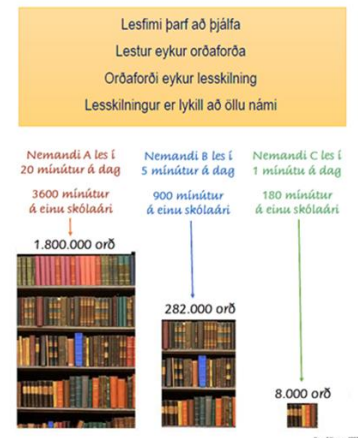 Lesfimi þarf að þjálfa
Lestur eykur orðaforða
Orðaforði eykur lesskilning
Lesskilningur er lykill að öllu námi
Nemandi A les í
20 mínútur á dag
3600 mínútur
á einu skólaári
1.800.000 orð
Nemandi B les í
5 mínútur á dag
900 mínútur
á einu skólaári
282.000 orð
Nemandi C les í
1 mínútu á dag
180 mínútur
á einu skólaári
8.000 orð